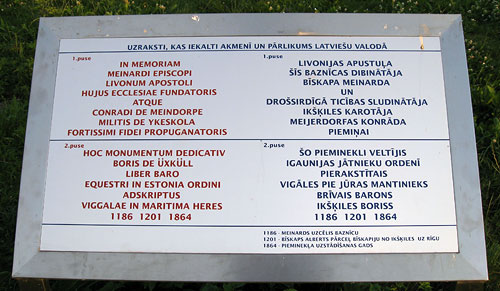 UZRAKSTI, KAS IEKALTI AKMENĪ UN PĀRLIKUMS LATVIEŠU VALODĀ
1.puse
IN MEMORIAM
MEINARDI EPISCOPI
LIVONUM APOSTOLI
HUJUS ECCLESIAE FUNDATORIS
ATQUE
CONRADI DE MEINDORPE
MILITIS DE YKESKOLA
FORTISSIMI FIDEI PROPUGANATORIS
1.puse
LIVONIJAS APUSTUĻA
ŠĪS BAZNĪCAS DIBINĀTĀJA
BĪSKAPA MEINARDA
UN
DROŠSIRDĪGĀ TICĪBAS SLUDINĀTĀJA
IKŠĶILES KAROTĀJA
MEIJERDORFAS KONRĀDA
PIEMIŅAI
2.puse
HOC MONUMENTUM DEDICATIV
BORIS DE ÜXKÜLL
LIBER BARO
EQUESTRI IN ESTONIA ORDINI
ADSKRIPTUS
VIGGALAE IN MARITIMA HERES
1186 1201 1864
2.puse
ŠO PIEMINEKLI VELTĪJIS
IGAUNIJAS JĀTNIEKU ORDENĪ
PIERAKSTĪTAIS
VIGĀLES PIE JŪRAS MANTINIEKS
BRĪVAIS BARONS
IKŠĶILES BORISS
1186 1201 1864
1186 - MEINARDS UZCĒLIS BAZNĪCU
1201 - BĪSKAPS ALBERTS PĀRCEĻ BĪSKAPIJU NO IKŠĶILES UZ RĪGU
1864 - PIEMINEKĻA UZSTĀDĪŠANAS GADS